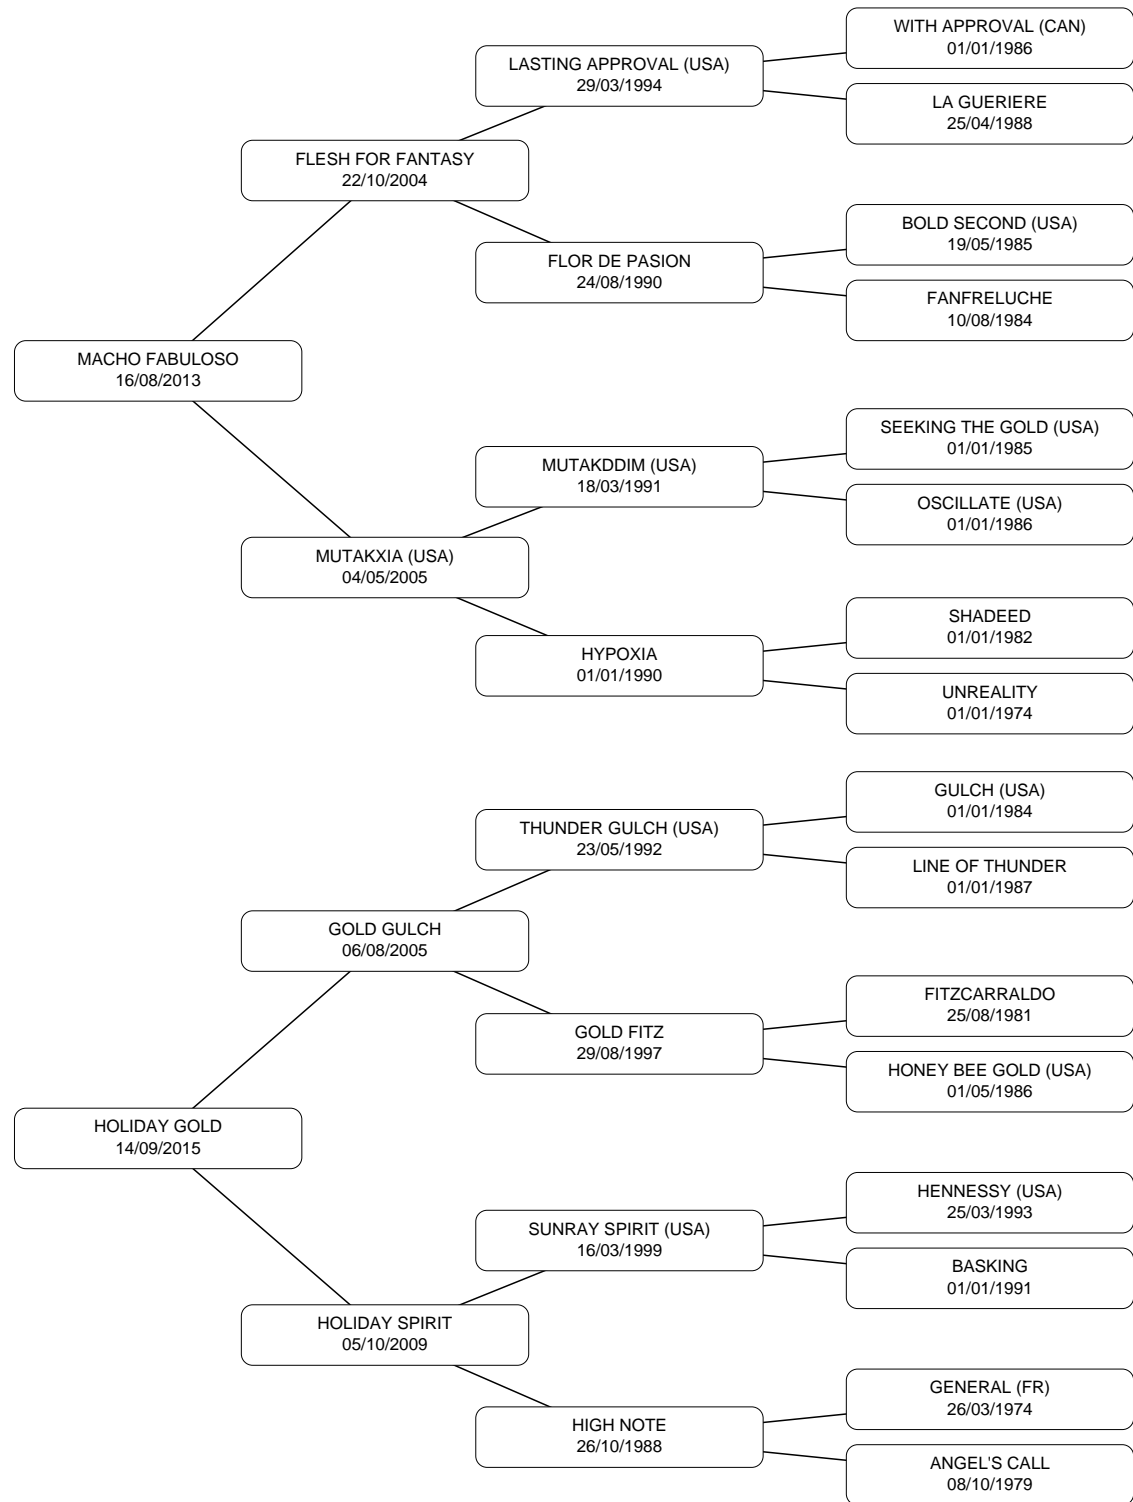 WITH APPROVAL (CAN)
01/01/1986
LASTING APPROVAL (USA)
29/03/1994
LA GUERIERE
25/04/1988
FLESH FOR FANTASY
22/10/2004
BOLD SECOND (USA)
19/05/1985
FLOR DE PASION
24/08/1990
FANFRELUCHE
10/08/1984
MACHO FABULOSO
16/08/2013
SEEKING THE GOLD (USA)
01/01/1985
MUTAKDDIM (USA)
18/03/1991
OSCILLATE (USA)
01/01/1986
MUTAKXIA (USA)
04/05/2005
SHADEED
01/01/1982
HYPOXIA
01/01/1990
UNREALITY
01/01/1974
GULCH (USA)
01/01/1984
THUNDER GULCH (USA)
23/05/1992
LINE OF THUNDER
01/01/1987
GOLD GULCH
06/08/2005
FITZCARRALDO
25/08/1981
GOLD FITZ
29/08/1997
HONEY BEE GOLD (USA)
01/05/1986
HOLIDAY GOLD
14/09/2015
HENNESSY (USA)
25/03/1993
SUNRAY SPIRIT (USA)
16/03/1999
BASKING
01/01/1991
HOLIDAY SPIRIT
05/10/2009
GENERAL (FR)
26/03/1974
HIGH NOTE
26/10/1988
ANGEL'S CALL
08/10/1979